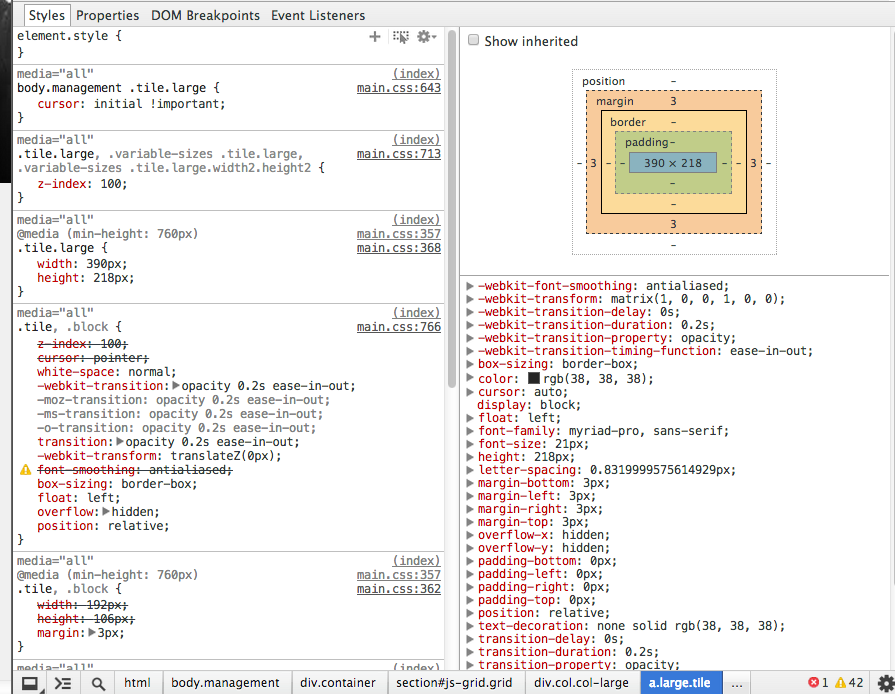 Styles Properties DOM Breakpoints Event Listeners
element.style {
}
media="all" (index)
body.management .tile.large { main.css:643
cursor: initial !important;
}
media="all" (index)
.tile.large, .variable-sizes .tile.large, main.css:713
.variable-sizes .tile.large.width2.height2 {
z-index: 100;
}
media="all" (index)
@media (min-height: 760px) main.css:357
.tile.large { main.css:368
width: 390px;
height: 218px;
}
media="all" (index)
.tile, .block { main.css:766
z-index: 100;
cursor: pointer;
white-space: normal;
-webkit-transition: opacity 0.2s ease-in-out;
-moz-transition: opacity 0.2s ease-in-out;
-ms-transition: opacity 0.2s ease-in-out;
-o-transition: opacity 0.2s ease-in-out;
transition: opacity 0.2s ease-in-out;
-webkit-transform: translateZ(0px);
font-smoothing: antialiased;
box-sizing: border-box;
float: left;
overflow: hidden;
position: relative;
}
media="all" (index)
@media (min-height: 760px) main.css:357
.tile, .block { main.css:362
width: 192px;
height: 106px;
margin: 3px;
}
media="all" (index)
Show inherited
position –
margin 3
border –
padding –
– 3 – – 390 × 218 – – 3 –
–
–
3
–
-webkit-font-smoothing: antialiased;
-webkit-transform: matrix(1, 0, 0, 1, 0, 0);
-webkit-transition-delay: 0s;
-webkit-transition-duration: 0.2s;
-webkit-transition-property: opacity;
-webkit-transition-timing-function: ease-in-out;
box-sizing: border-box;
color: rgb(38, 38, 38);
cursor: auto;
display: block;
float: left;
font-family: myriad-pro, sans-serif;
font-size: 21px;
height: 218px;
letter-spacing: 0.8319999575614929px;
margin-bottom: 3px;
margin-left: 3px;
margin-right: 3px;
margin-top: 3px;
overflow-x: hidden;
overflow-y: hidden;
padding-bottom: 0px;
padding-left: 0px;
padding-right: 0px;
padding-top: 0px;
position: relative;
text-decoration: none solid rgb(38, 38, 38);
transition-delay: 0s;
transition-duration: 0.2s;
transition-property: opacity;
html body.management div.container section#js-grid.grid div.col.col-large a.large.tile ... 1 42